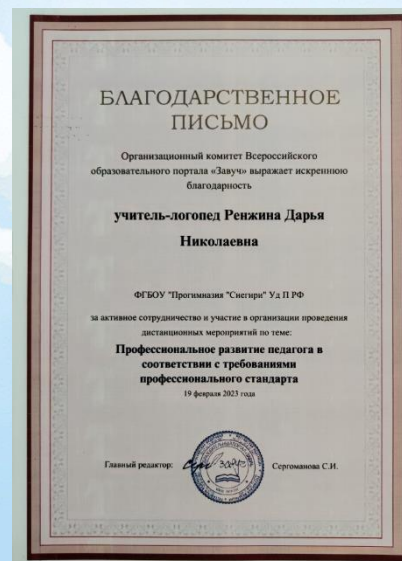 БЛАГОДАРСТВЕННОЕ
ПИСЬМО
Организационный комитет Всероссийского
образовательного портала «Завуч» выражает искреннюю
благодарность
учитель-логопед Ренжина Дарья
Николаевна
ФГБОУ "Прогимназия "Снегири" Уд П РФ
за активное сотрудничество и участие в организации проведения
дистанционных мероприятий по теме:
Профессиональное развитие педагога в
соответствии с требованиями
профессионального стандарта
19 февраля 2023 года
Главный редактор: Сергоманова С.И.